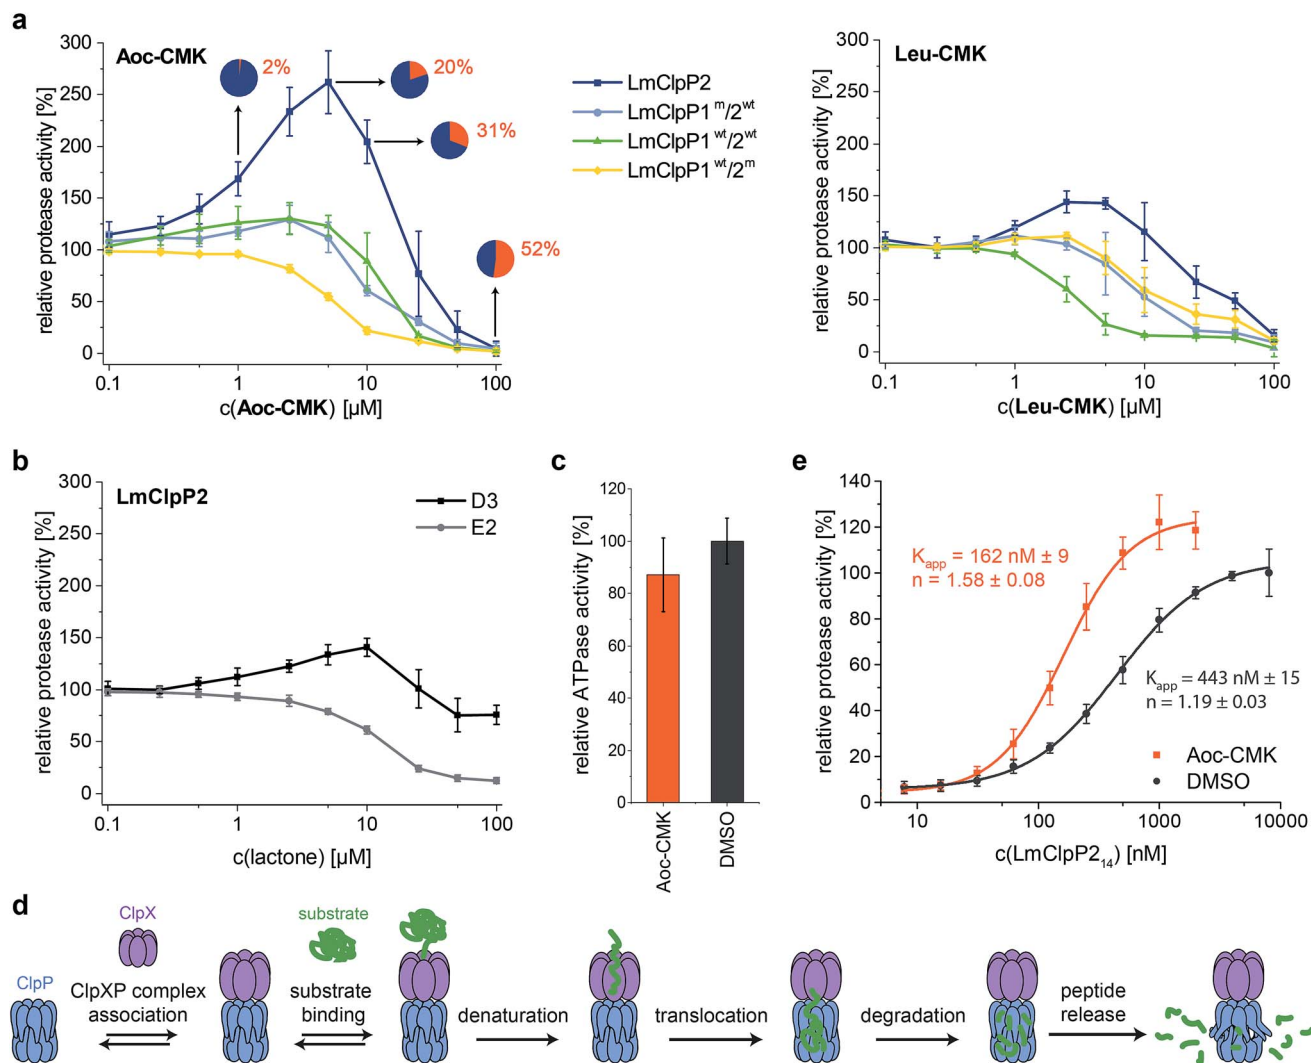 a
Aoc-CMK
relative protease activity [%]
300
250
200
150
100
50
0
0.1
1
10
100
c(Aoc-CMK) [µM]
2%
20%
31%
52%
LmClpP2
LmClpP1 m/2wt
LmClpP1 wt/2wt
LmClpP1 wt/2m
Leu-CMK
relative protease activity [%]
300
250
200
150
100
50
0
0.1
1
10
100
c(Leu-CMK) [µM]
b
LmClpP2
relative protease activity [%]
300
250
200
150
100
50
0
0.1
1
10
100
c(lactone) [µM]
D3
E2
c
relative ATPase activity [%]
120
100
80
60
40
20
0
Aoc-CMK
DMSO
e
relative protease activity [%]
140
120
100
80
60
40
20
0
10
100
1000
10000
c(LmClpP214) [nM]
Kapp = 162 nM ± 9
n = 1.58 ± 0.08
Kapp = 443 nM ± 15
n = 1.19 ± 0.03
Aoc-CMK
DMSO
d
ClpP
ClpX
ClpXP complex
association
substrate
substrate
binding
denaturation
translocation
degradation
peptide
release